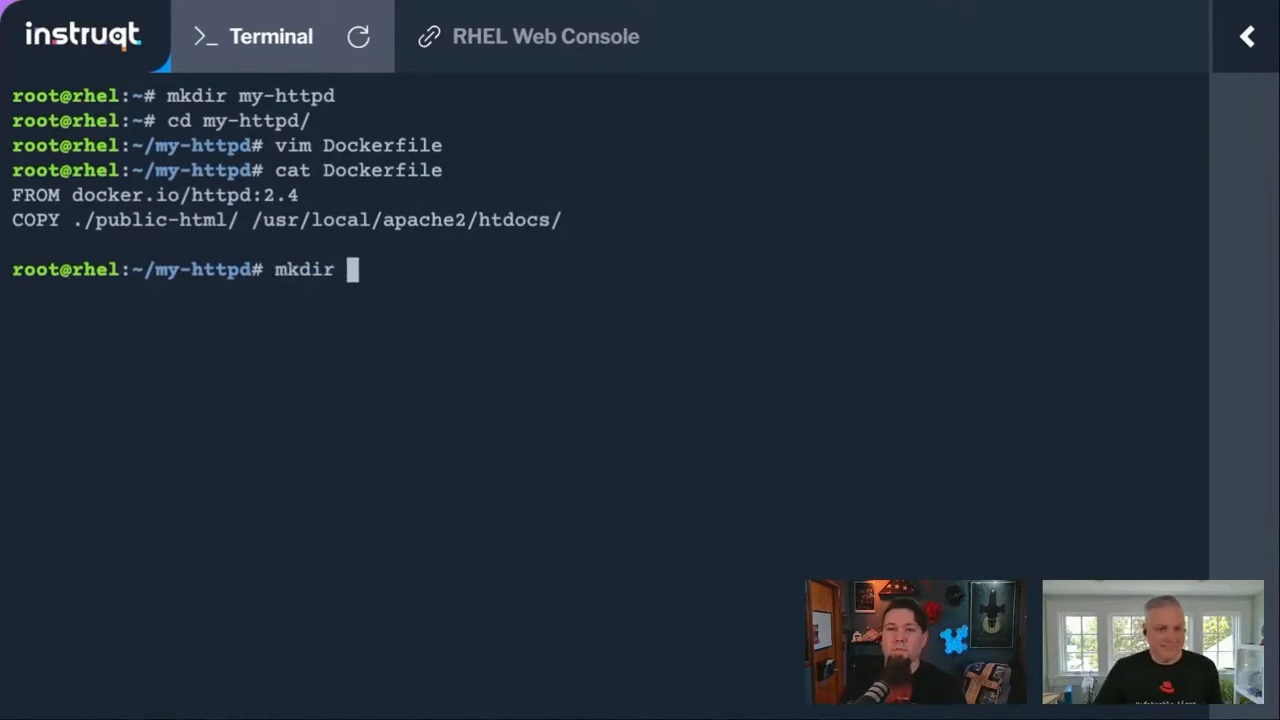 instruqt
>_ Terminal
RHEL Web Console
root@rhel:~# mkdir my-httpd
root@rhel:~# cd my-httpd/
root@rhel:~/my-httpd# vim Dockerfile
root@rhel:~/my-httpd# cat Dockerfile
FROM docker.io/httpd:2.4
COPY ./public-html/ /usr/local/apache2/htdocs/
root@rhel:~/my-httpd# mkdir